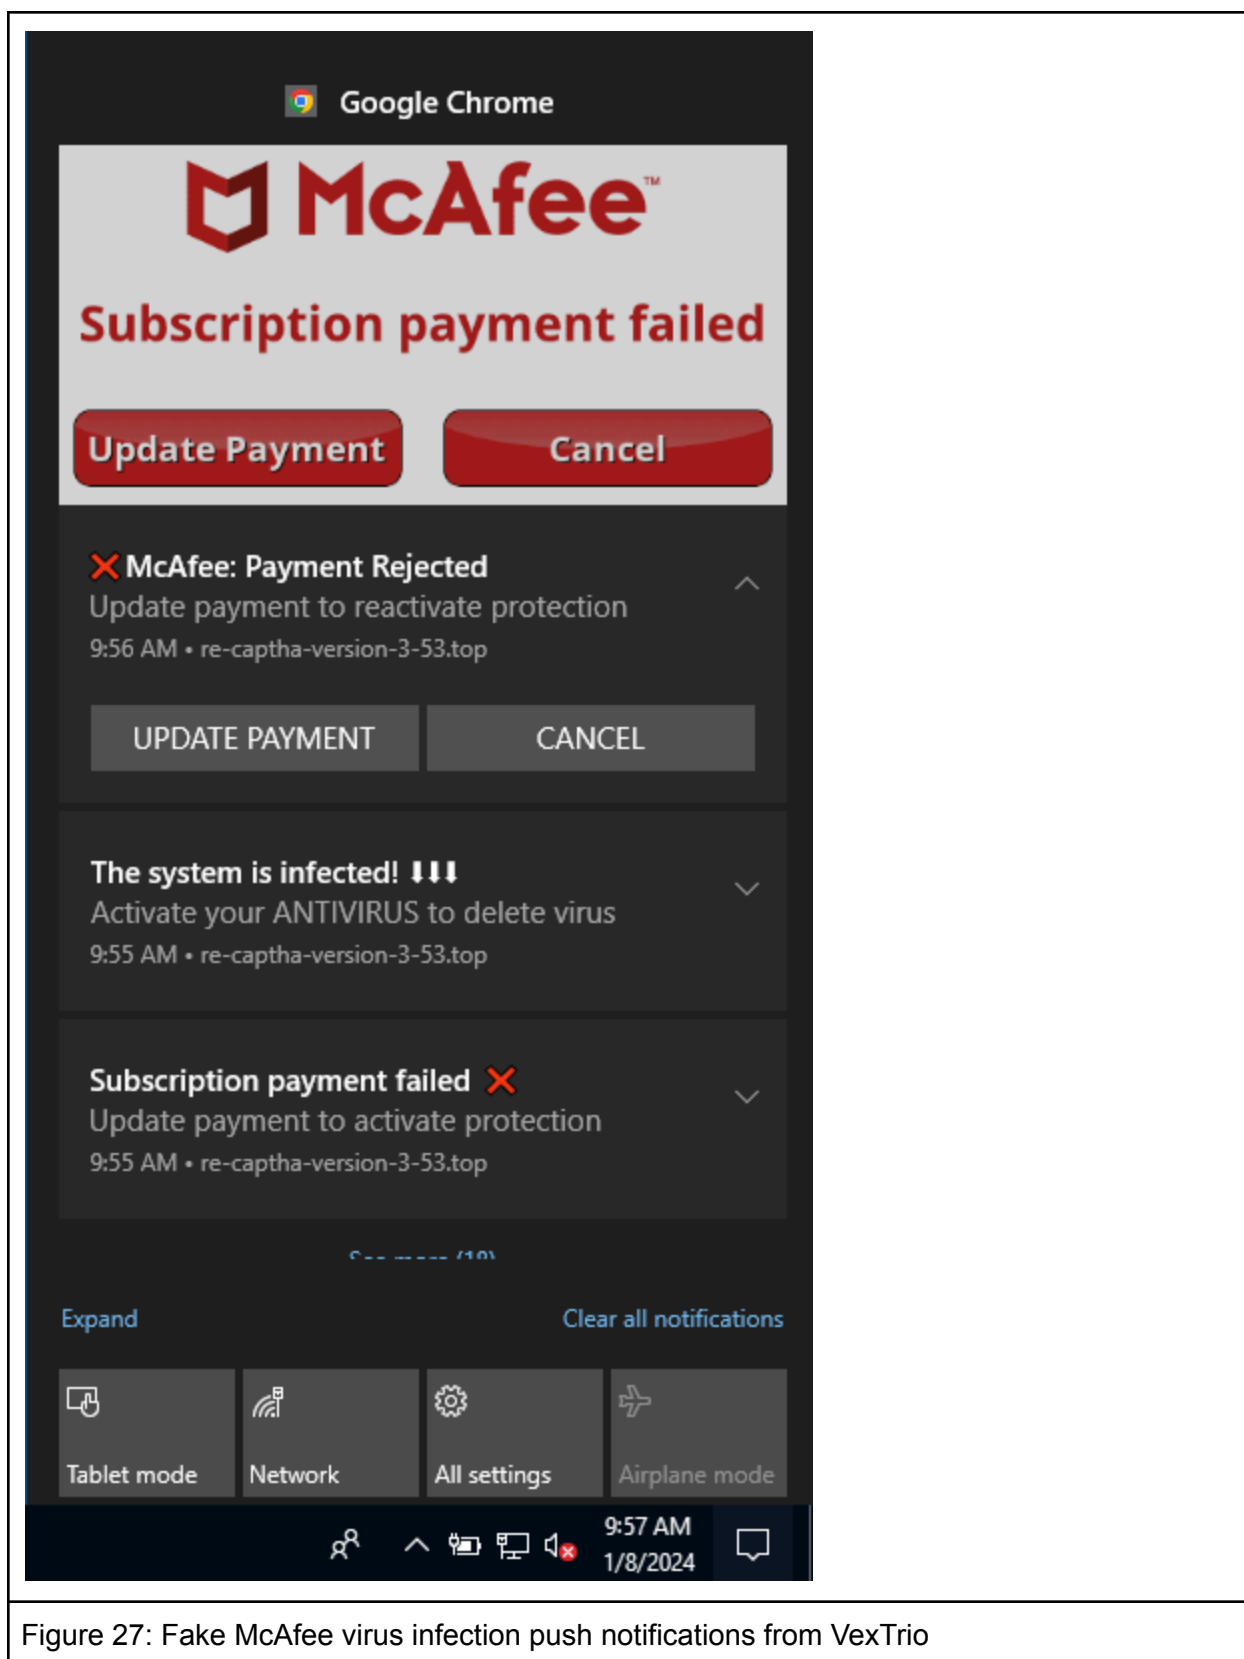 Google Chrome
McAfee™
Subscription payment failed
Update Payment Cancel
❌ McAfee: Payment Rejected
Update payment to reactivate protection
9:56 AM • re-captha-version-3-53.top
UPDATE PAYMENT CANCEL
The system is infected! ⬇⬇⬇
Activate your ANTIVIRUS to delete virus
9:55 AM • re-captha-version-3-53.top
Subscription payment failed ❌
Update payment to activate protection
9:55 AM • re-captha-version-3-53.top
See more (18)
Expand Clear all notifications
Tablet mode Network All settings Airplane mode
9:57 AM
1/8/2024
Figure 27: Fake McAfee virus infection push notifications from VexTrio